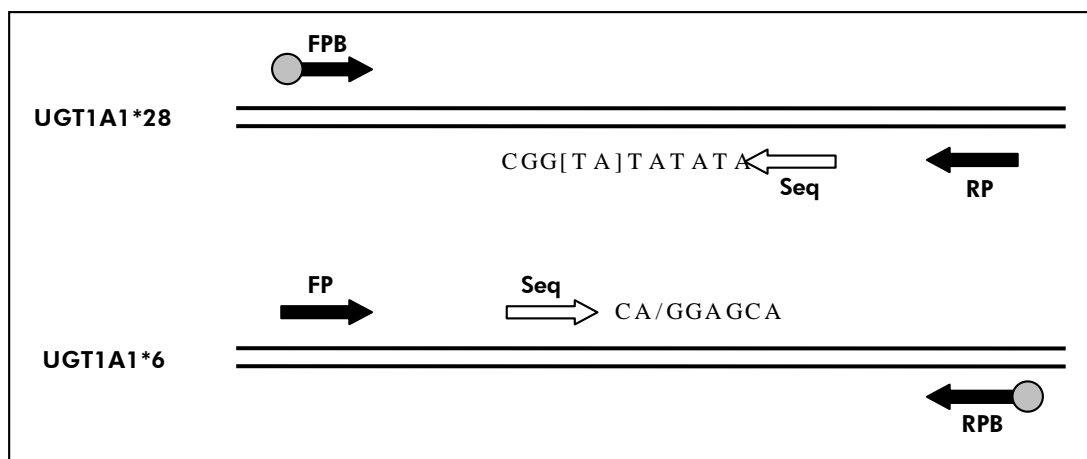 FPB
UGT1A1*28
CGG[TA]TATATA
Seq
RP
FP
Seq
CA/GGAGCA
UGT1A1*6
RPB